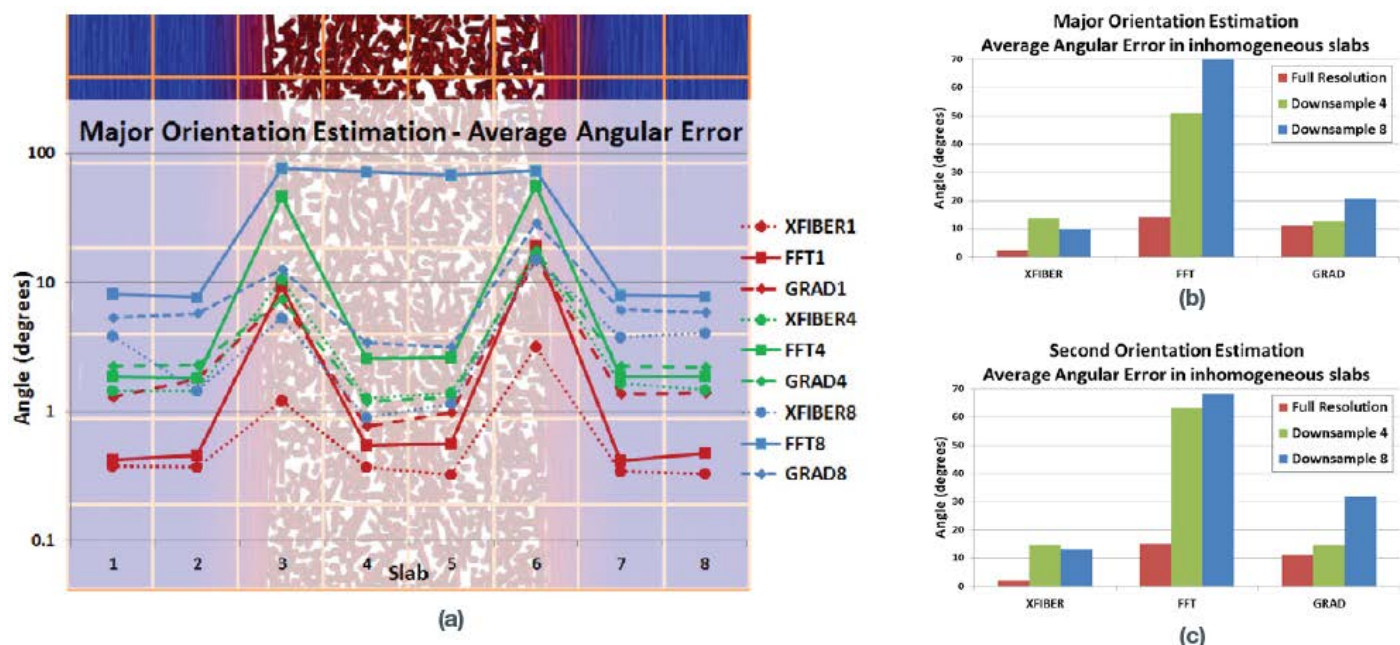 Major Orientation Estimation - Average Angular Error
Angle (degrees)
100
10
1
0.1
1
2
3
4
5
6
7
8
Slab
XFIBER1
FFT1
GRAD1
XFIBER4
FFT4
GRAD4
XFIBER8
FFT8
GRAD8
(a)
Major Orientation Estimation
Average Angular Error in inhomogeneous slabs
Angle (degrees)
70
60
50
40
30
20
10
0
Full Resolution
Downsample 4
Downsample 8
XFIBER
FFT
GRAD
(b)
Second Orientation Estimation
Average Angular Error in inhomogeneous slabs
Angle (degrees)
70
60
50
40
30
20
10
0
Full Resolution
Downsample 4
Downsample 8
XFIBER
FFT
GRAD
(c)